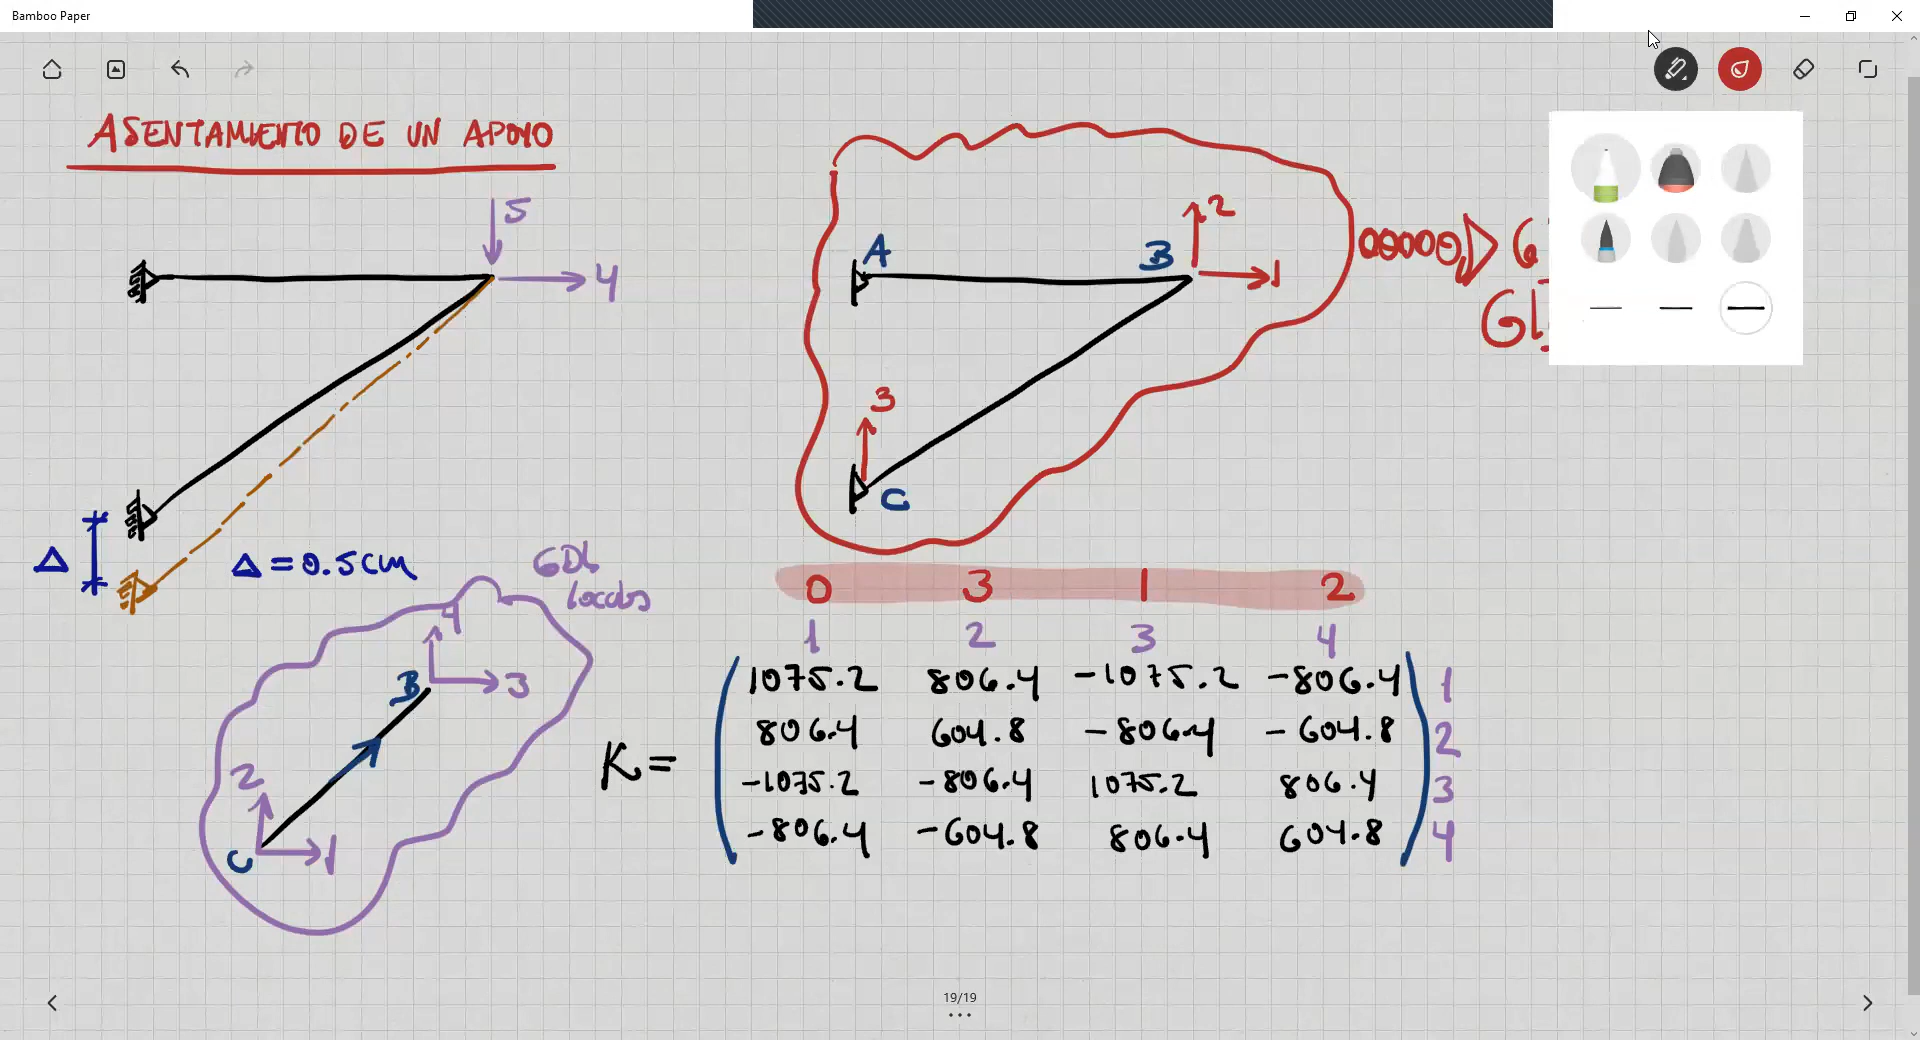 Bamboo Paper
ASENTAMIENTO DE UN APOYO
5
4
Δ
Δ = 0.5 cm
A
B
2
1
3
C
G
GL
GDL
locales
4
B
3
2
C
1
0 3 1 2
1 2 3 4
K =
1075.2 806.4 -1075.2 -806.4 1
806.4 604.8 -806.4 -604.8 2
-1075.2 -806.4 1075.2 806.4 3
-806.4 -604.8 806.4 604.8 4
19/19